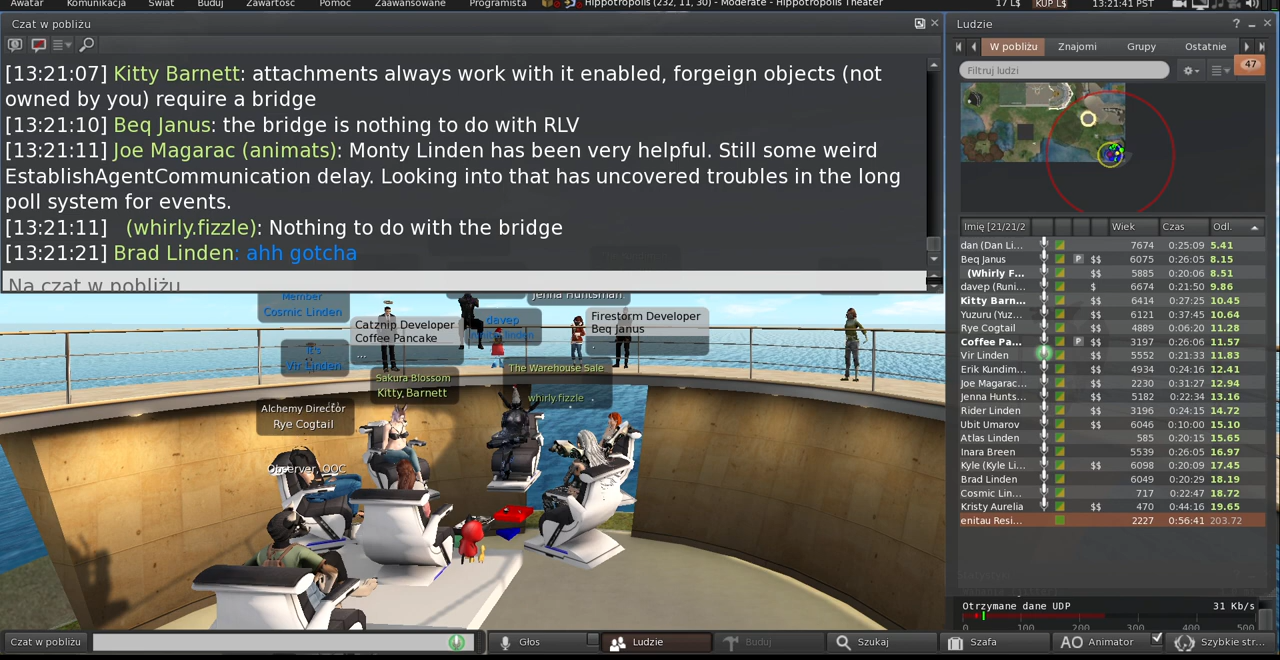 Awatar Komunikacja Świat Buduj Zawartość Pomoc Zaawansowane Programista Hippotropolis (232, 11, 30) - Moderate - Hippotropolis Theater 17 L$ KUP L$ 13:21:41 PST
Czat w pobliżu
[13:21:07] Kitty Barnett: attachments always work with it enabled, forgeign objects (not
owned by you) require a bridge
[13:21:10] Beq Janus: the bridge is nothing to do with RLV
[13:21:11] Joe Magarac (animats): Monty Linden has been very helpful. Still some weird
EstablishAgentCommunication delay. Looking into that has uncovered troubles in the long
poll system for events.
[13:21:11] (whirly.fizzle): Nothing to do with the bridge
[13:21:21] Brad Linden: ahh gotcha
Na czat w pobliżu
Member
Cosmic Linden
Jenna Huntsman
Catznip Developer
Coffee Pancake
...
davep
Firestorm Developer
Beq Janus
.
It's
Vir Linden
Sakura Blossom
Kitty Barnett
The Warehouse Sale
whirly.fizzle
Alchemy Director
Rye Cogtail
Observer, OOC
Ludzie
W pobliżu Znajomi Grupy Ostatnie
Filtruj ludzi
47
Imię [21/21/2 Wiek Czas Odl.
dan (Dan Li... 7674 0:25:09 5.41
Beq Janus P $$ 6075 0:26:05 8.15
(Whirly F... $$ 5885 0:20:06 8.51
davep (Runi... $ 6674 0:21:50 9.86
Kitty Barn... $$ 6414 0:27:25 10.45
Yuzuru (Yuz... $$ 6121 0:37:45 10.64
Rye Cogtail $$ 4889 0:06:20 11.28
Coffee Pa... P $$ 3197 0:26:06 11.57
Vir Linden $$ 5552 0:21:33 11.83
Erik Kundim... $$ 4934 0:24:16 12.41
Joe Magarac... $$ 2230 0:31:27 12.94
Jenna Hunts... $$ 5182 0:22:34 13.16
Rider Linden $$ 3196 0:24:15 14.72
Ubit Umarov $$ 6046 0:10:00 15.10
Atlas Linden 585 0:20:15 15.65
Inara Breen 5539 0:26:05 16.97
Kyle (Kyle Li... $$ 6098 0:20:09 17.45
Brad Linden 6049 0:20:29 18.19
Cosmic Lin... 717 0:22:47 18.72
Kristy Aurelia $$ 470 0:44:16 19.65
enitau Resi... 2227 0:56:41 203.72
Otrzymane dane UDP 31 Kb/s
0 100 200 300 400 500
Czat w pobliżu Głos Ludzie Buduj Szukaj Szafa AO Animator Szybkie str...